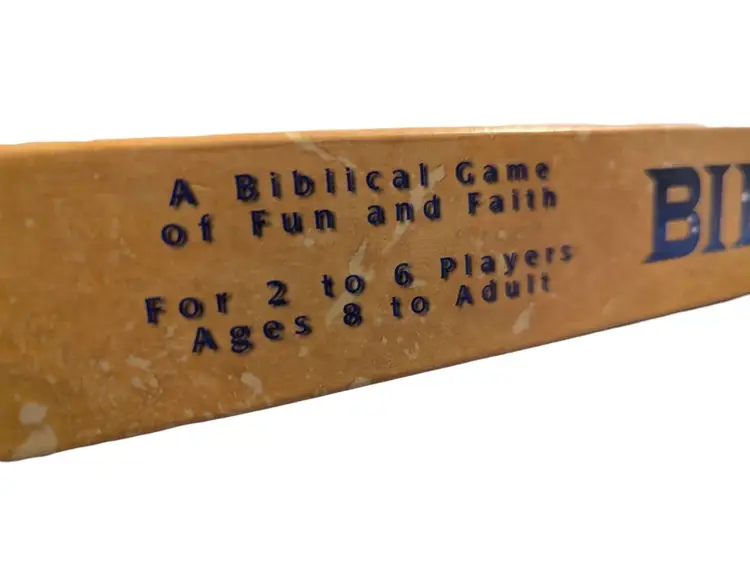 A Biblical Game
of Fun and Faith
For 2 to 6 Players
Ages 8 to Adult